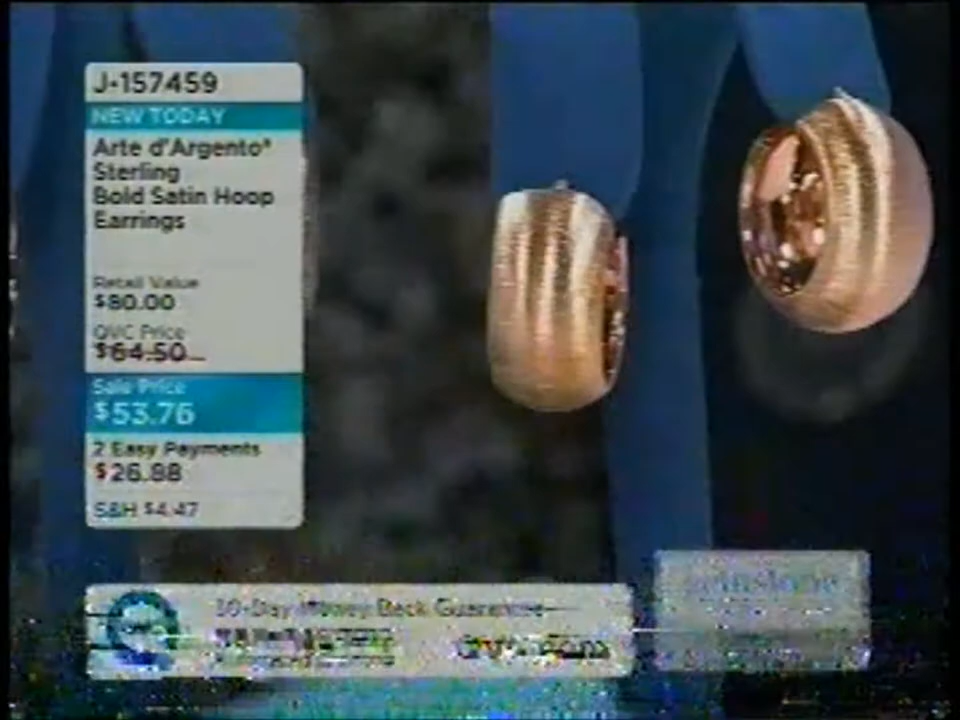 J-157459
NEW TODAY
Arte d'Argento®
Sterling
Bold Satin Hoop
Earrings
Retail Value
$80.00
QVC Price
$64.50
Sale Price
$53.76
2 Easy Payments
$26.88
S&H $4.47
30-Day Money Back Guarantee